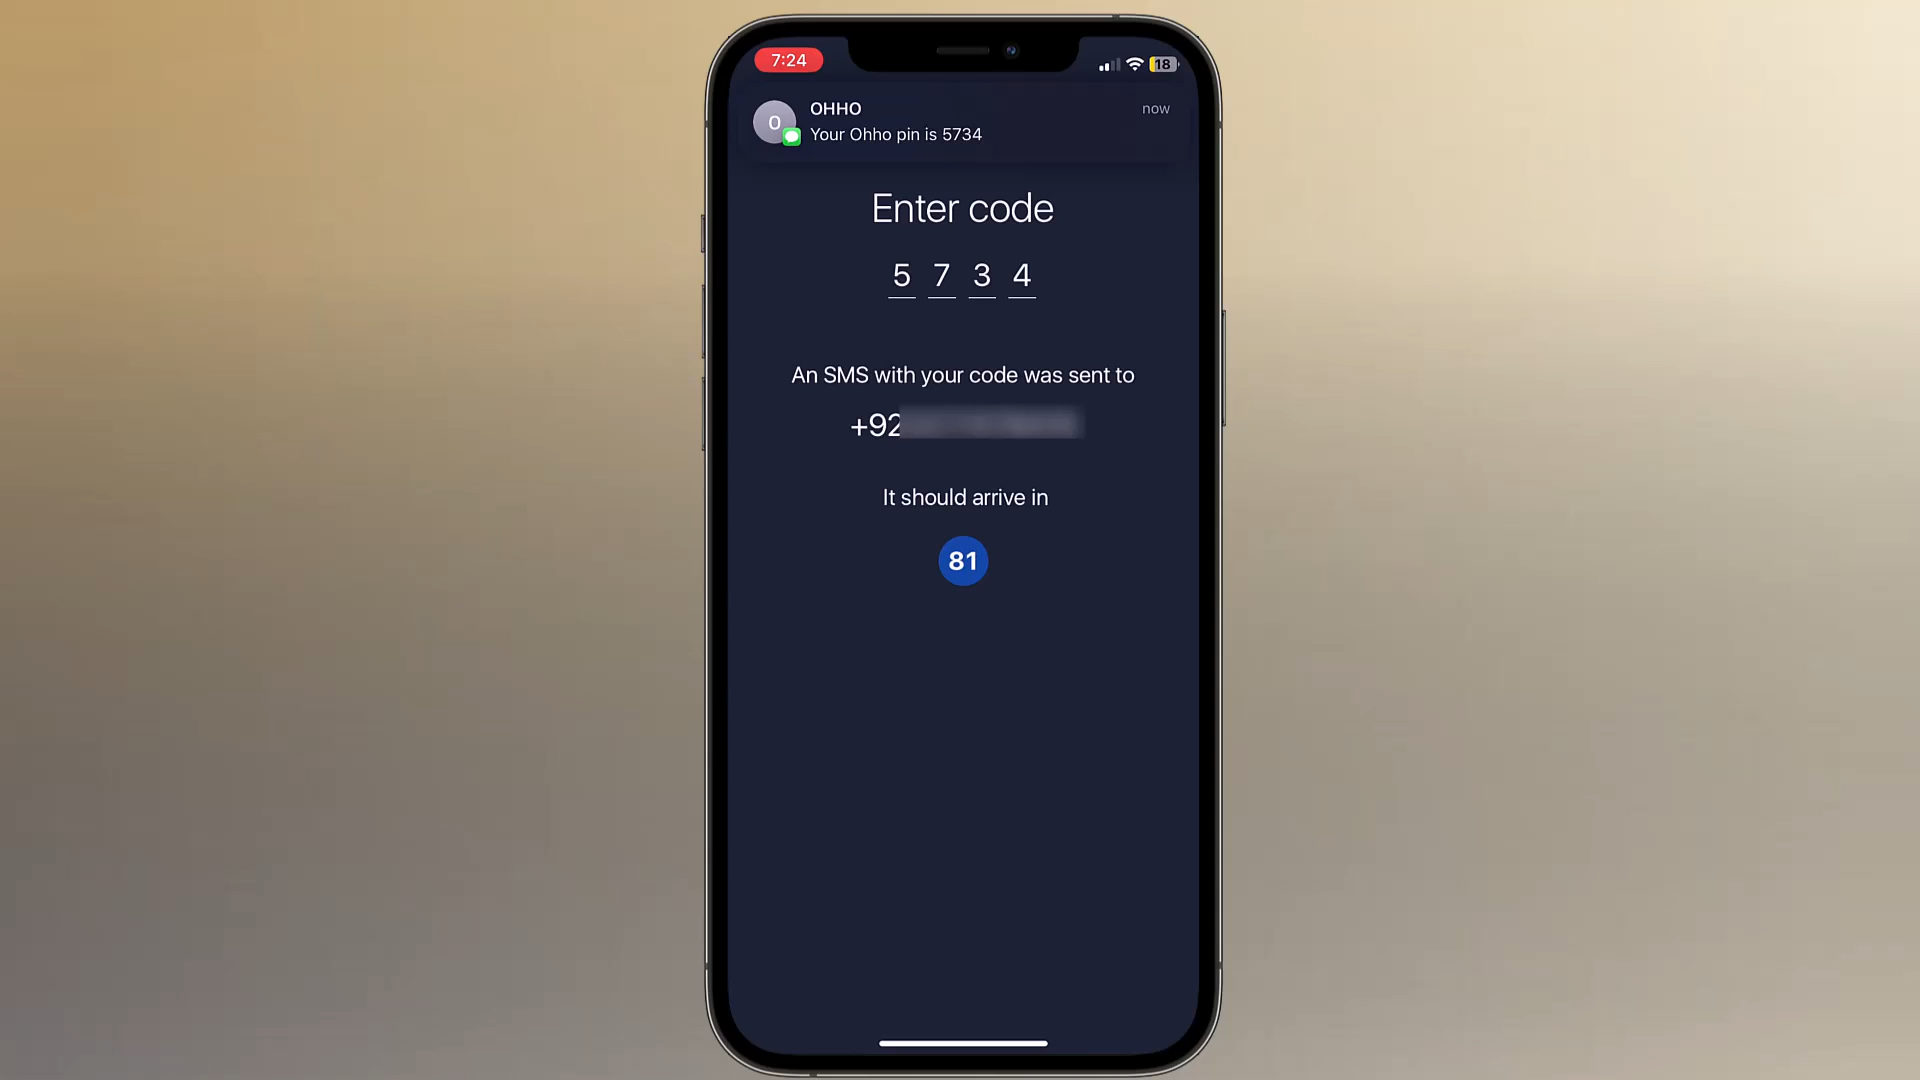 7:24
18
O
OHHO
now
Your Ohho pin is 5734
Enter code
5 7 3 4
An SMS with your code was sent to
+92
It should arrive in
81